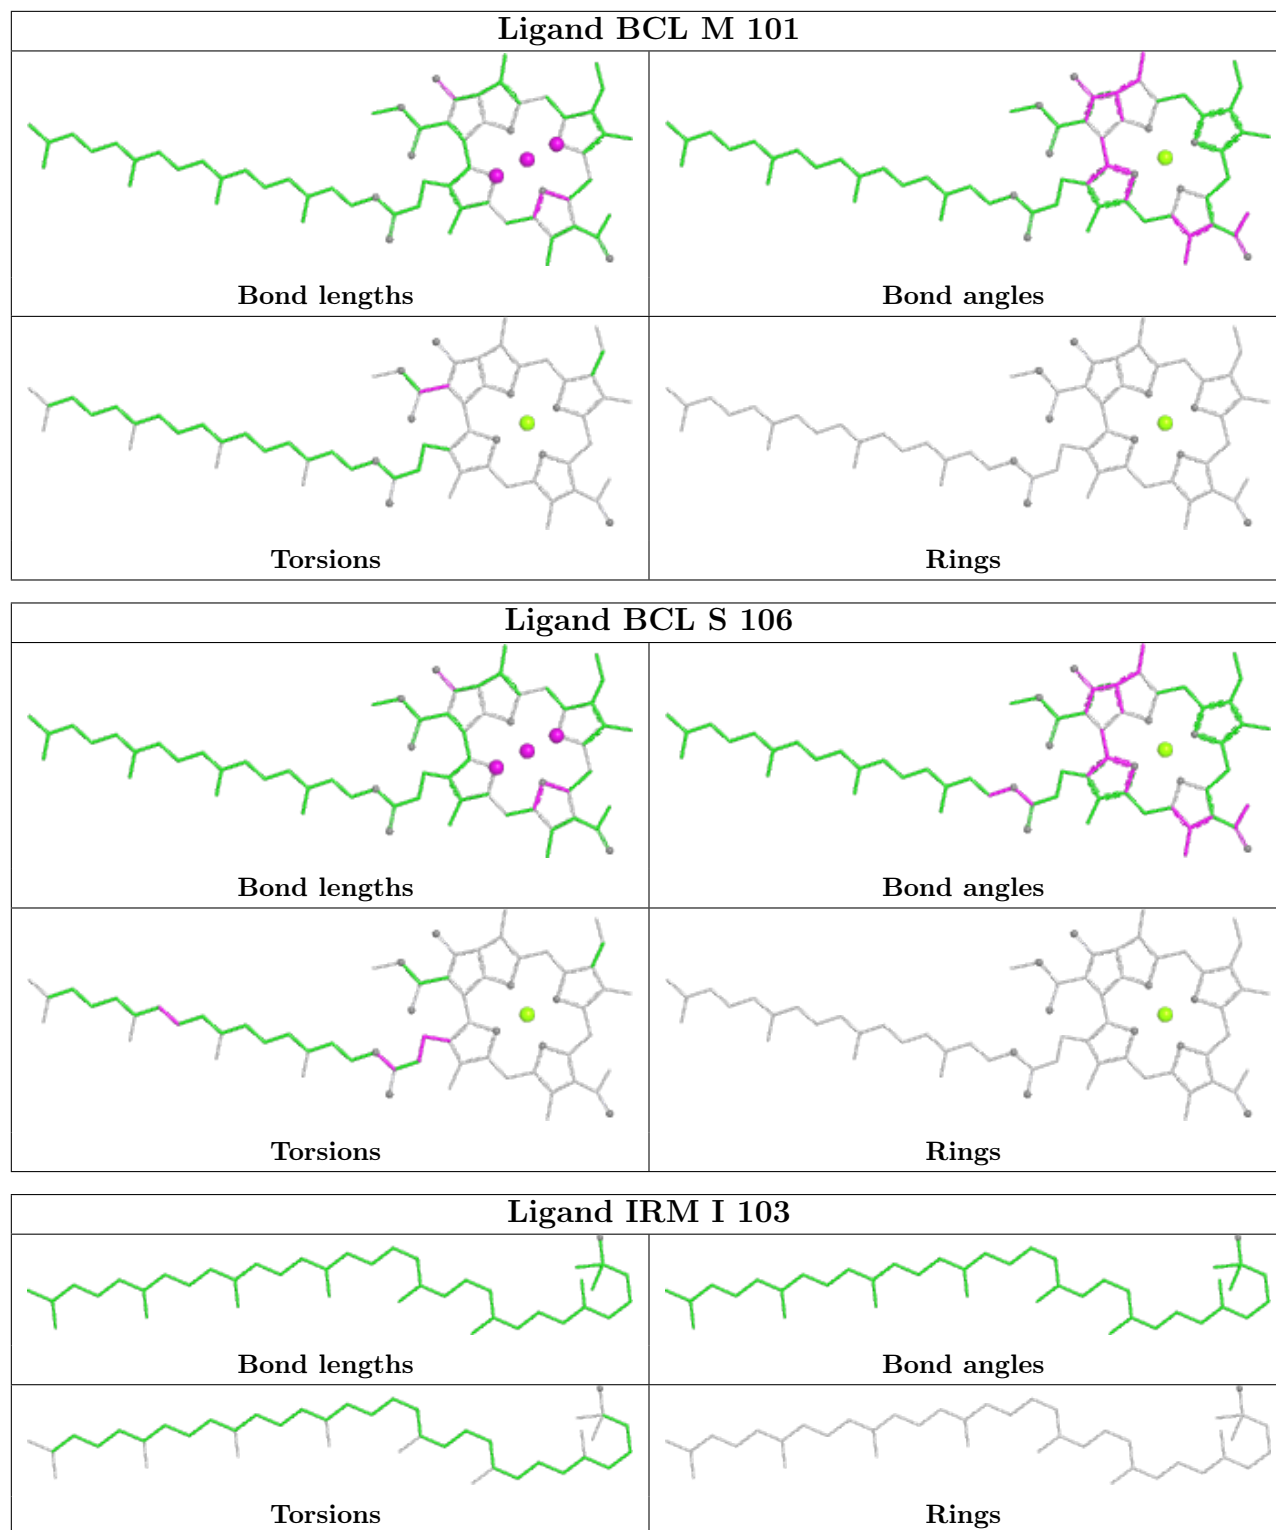 Ligand BCL M 101
Bond lengths
Bond angles
Torsions
Rings
Ligand BCL S 106
Bond lengths
Bond angles
Torsions
Rings
Ligand IRM I 103
Bond lengths
Bond angles
Torsions
Rings